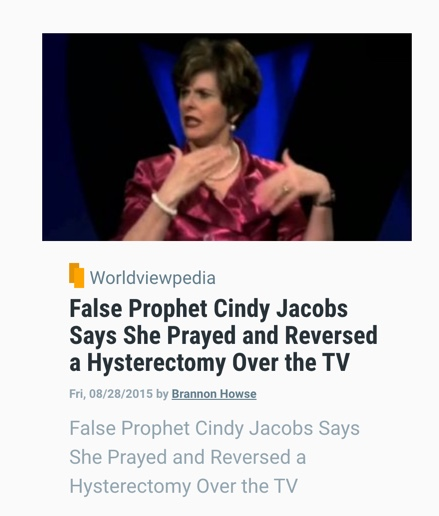 Worldviewpedia
False Prophet Cindy Jacobs
Says She Prayed and Reversed
a Hysterectomy Over the TV
Fri, 08/28/2015 by Brannon Howse
False Prophet Cindy Jacobs Says
She Prayed and Reversed a
Hysterectomy Over the TV